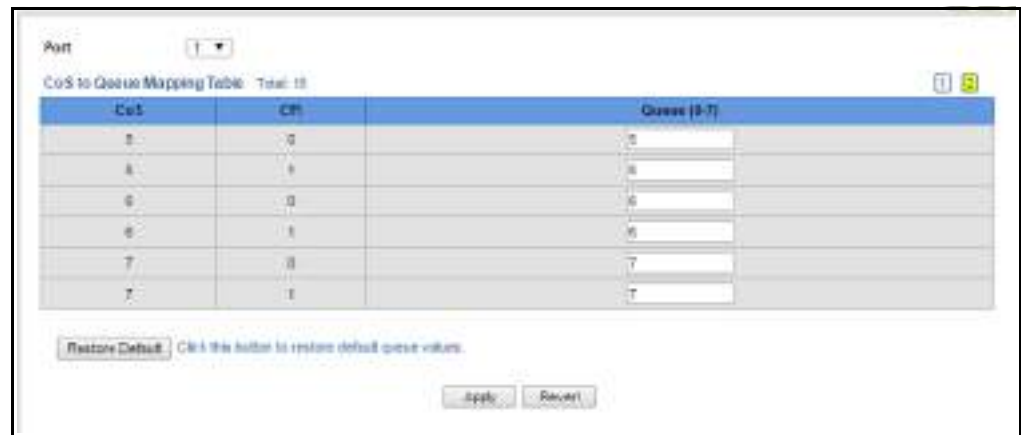 Port 1
CoS to Queue Mapping Table Total: 16
1 2
CoS CFI Queue (0-7)
5 0 5
5 1
6 0 6
6 1 6
7 0 7
7 1 7
Restore Default Click this button to restore default queue values.
Apply Revert